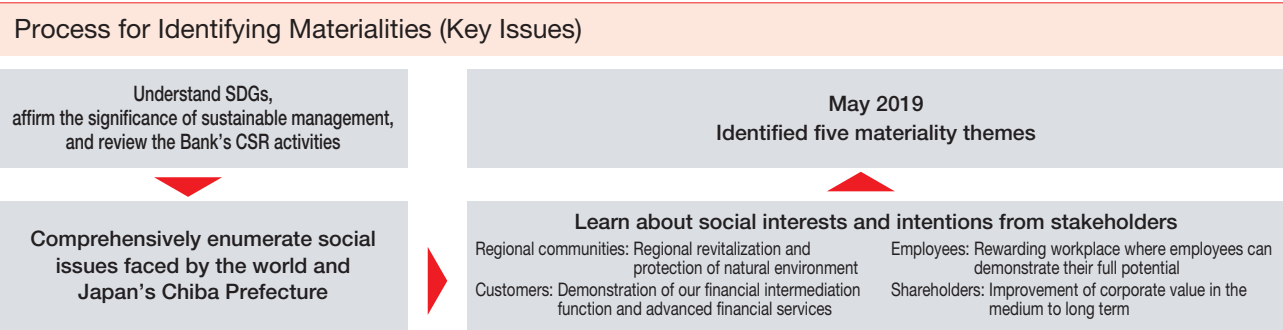 Process for Identifying Materialities (Key Issues)
Understand SDGs,
affirm the significance of sustainable management,
and review the Bank’s CSR activities
Comprehensively enumerate social
issues faced by the world and
Japan’s Chiba Prefecture
Learn about social interests and intentions from stakeholders
Regional communities: Regional revitalization and
protection of natural environment
Customers: Demonstration of our financial intermediation
function and advanced financial services
Employees: Rewarding workplace where employees can
demonstrate their full potential
Shareholders: Improvement of corporate value in the
medium to long term
May 2019
Identified five materiality themes